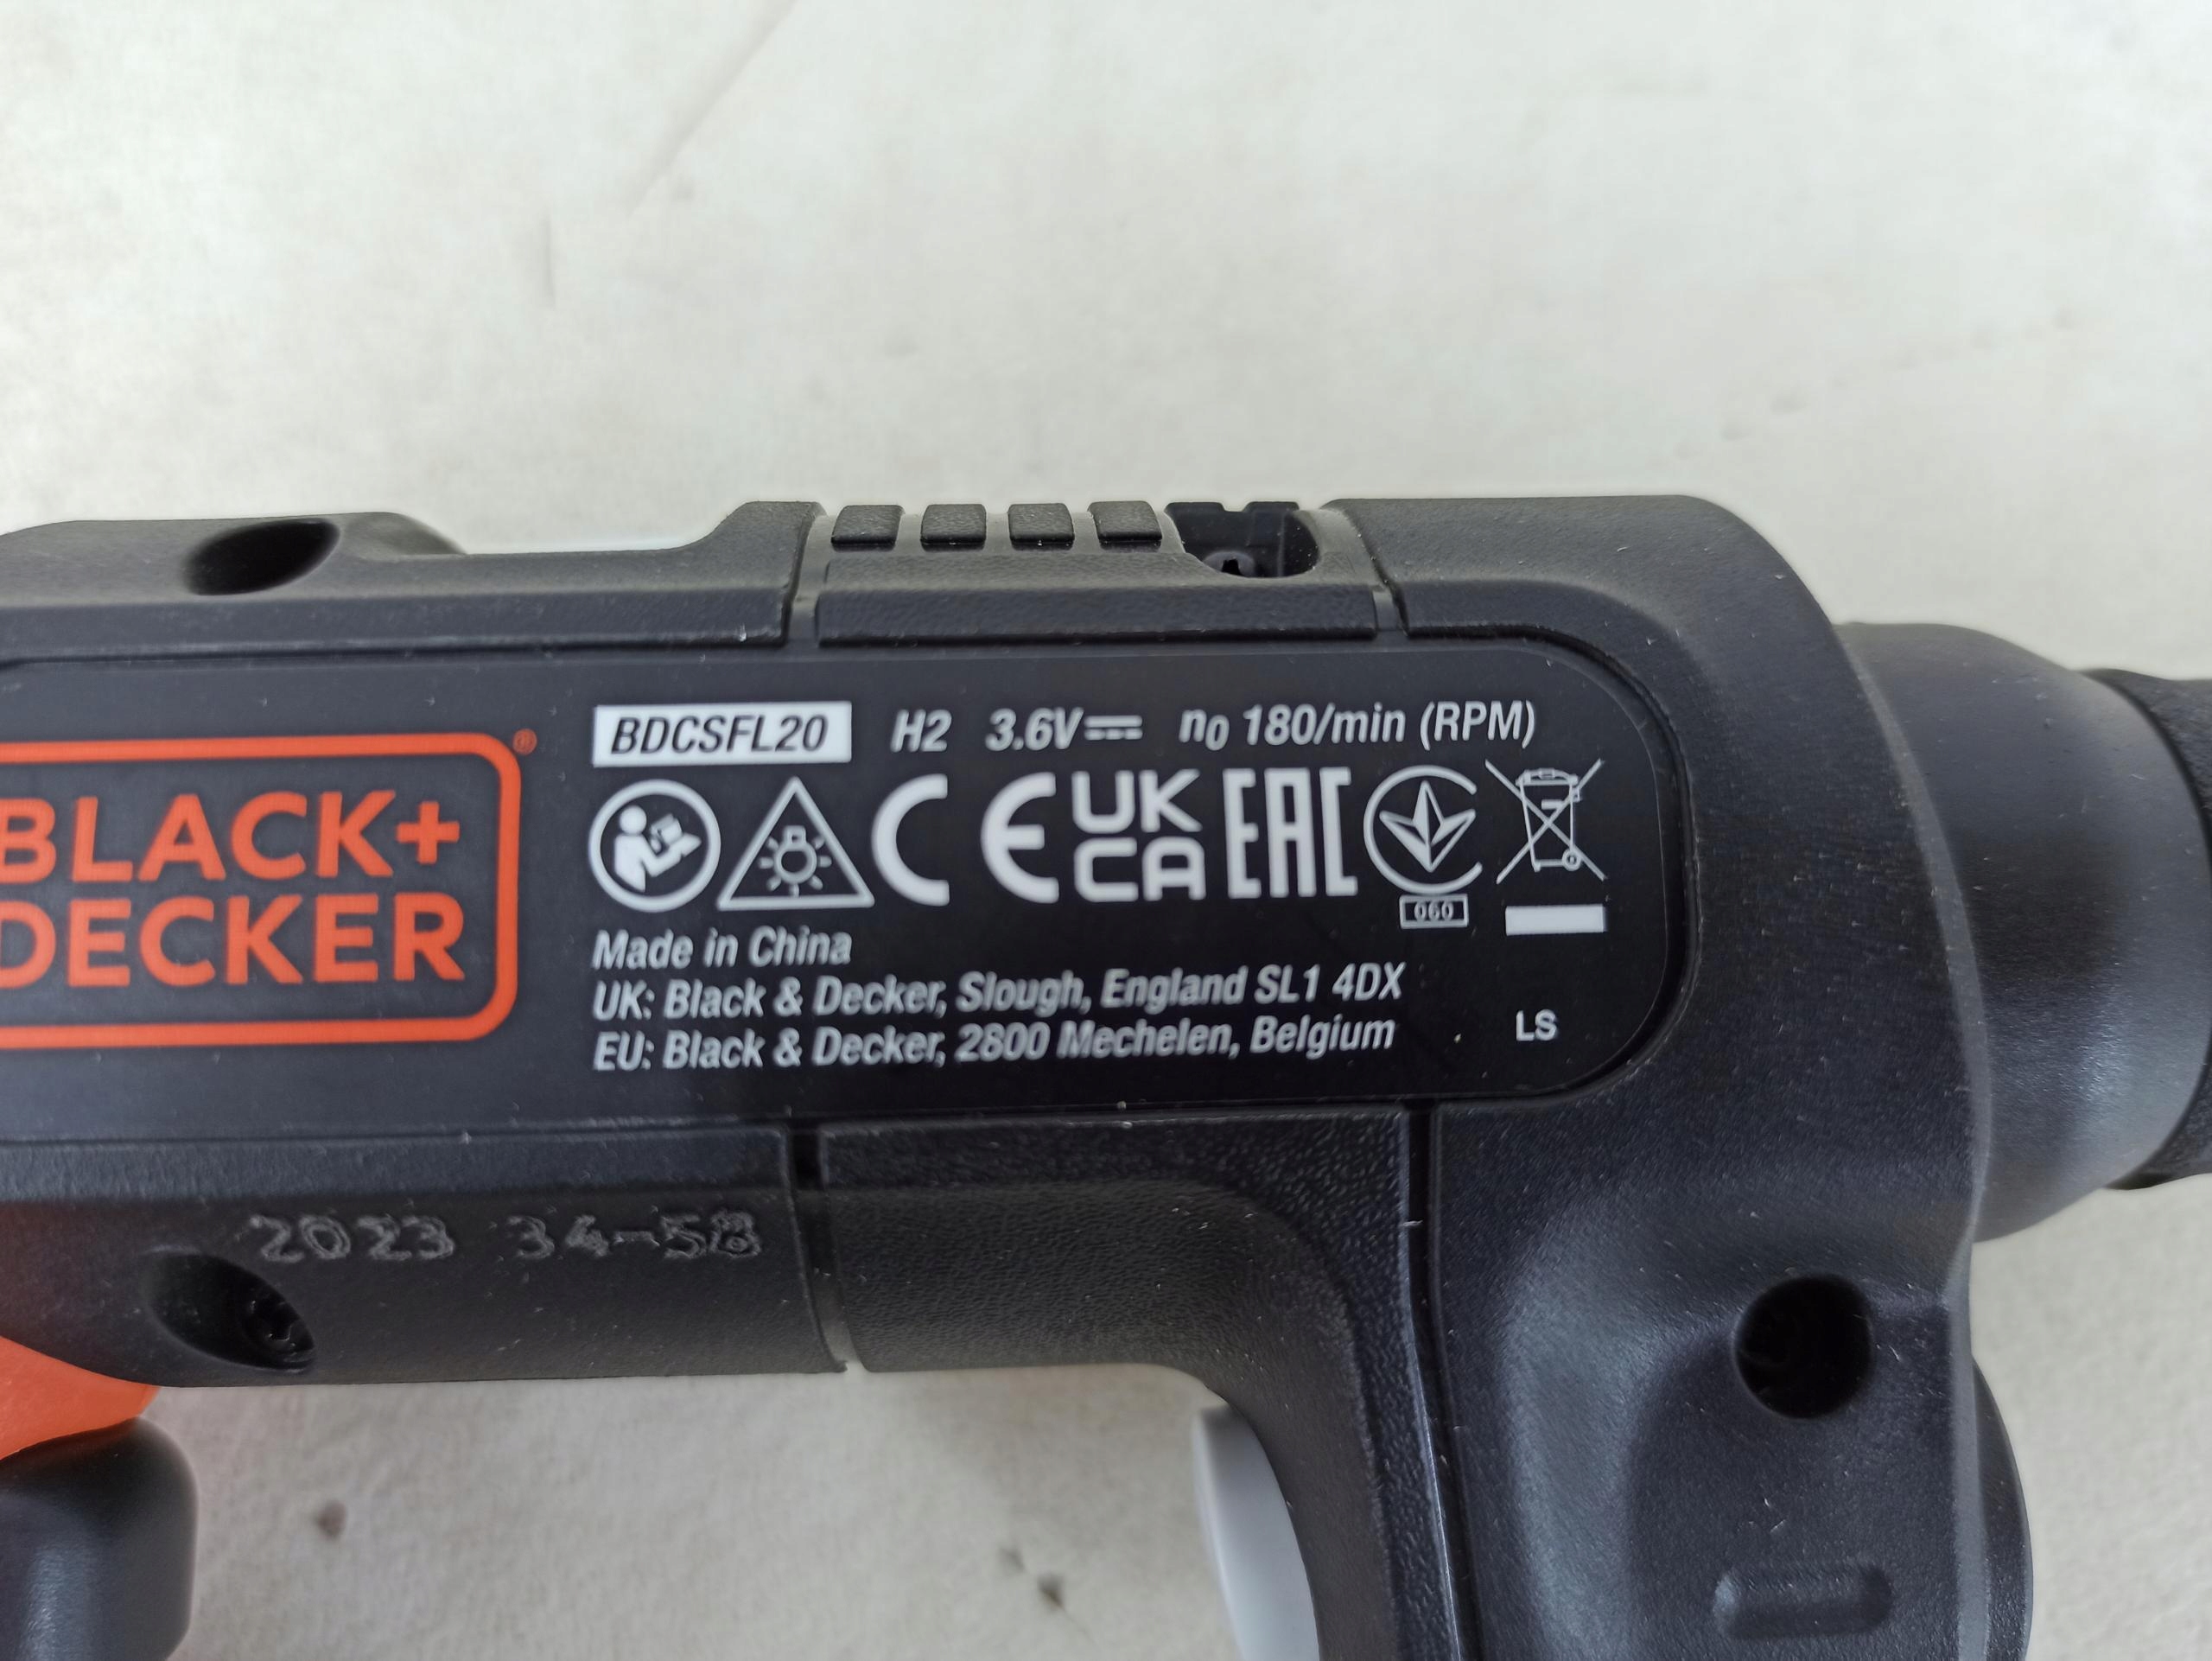 BLACK+
DECKER®
BDCSFL20 H2 3.6V⎓ n₀ 180/min (RPM)
CE UK CA EAC
060
Made in China
UK: Black & Decker, Slough, England SL1 4DX
EU: Black & Decker, 2800 Mechelen, Belgium
LS
2023 34-58